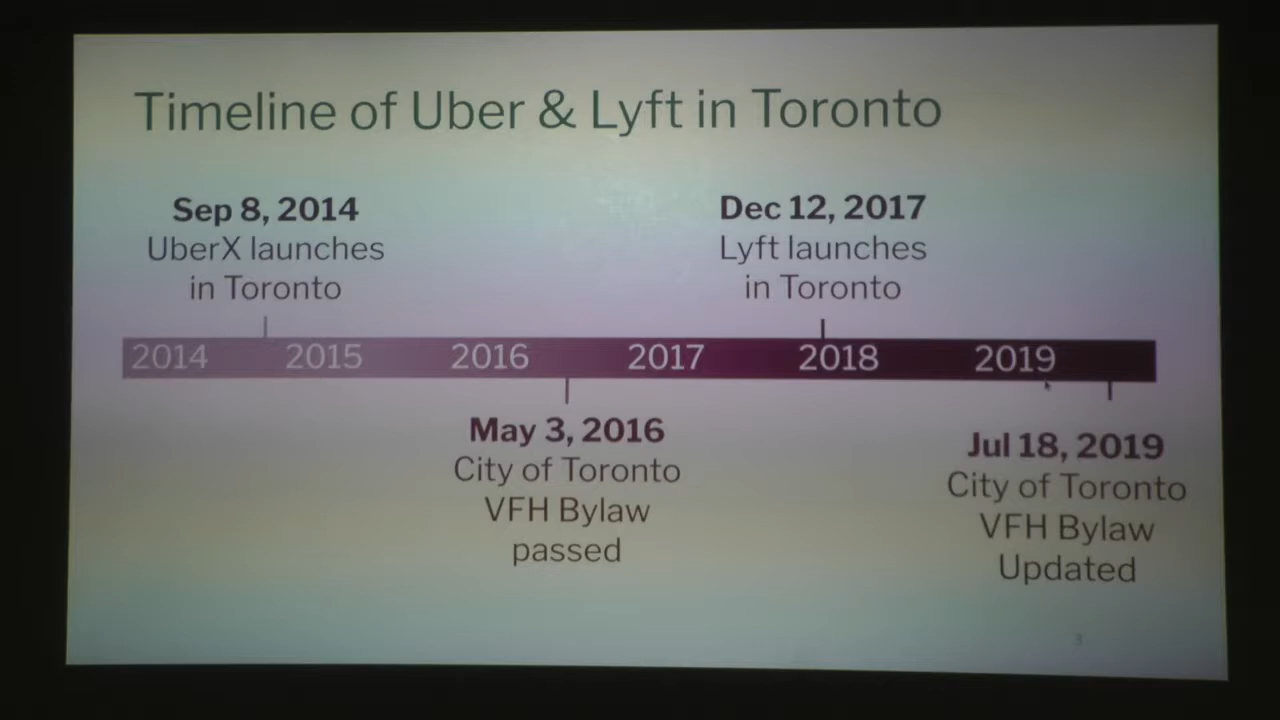 Timeline of Uber & Lyft in Toronto
Sep 8, 2014
UberX launches
in Toronto
Dec 12, 2017
Lyft launches
in Toronto
2014 2015 2016 2017 2018 2019
May 3, 2016
City of Toronto
VFH Bylaw
passed
Jul 18, 2019
City of Toronto
VFH Bylaw
Updated
3